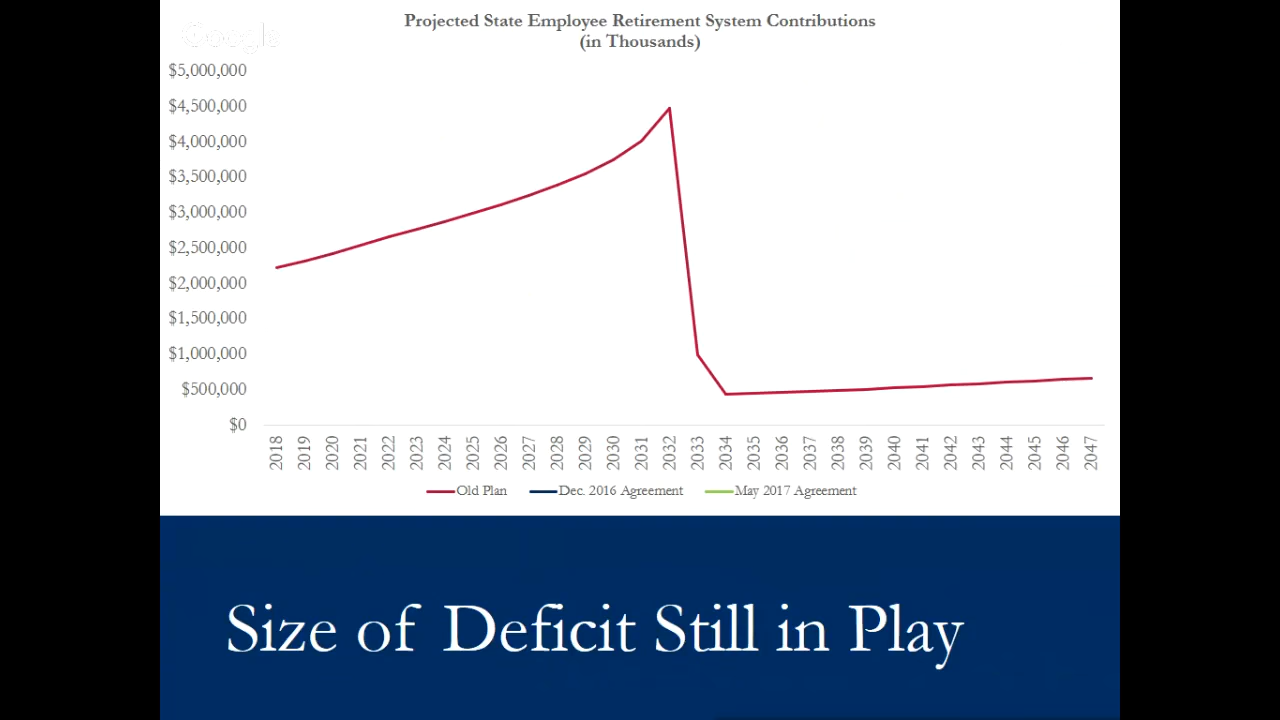 Projected State Employee Retirement System Contributions
(in Thousands)
Google
$5,000,000
$4,500,000
$4,000,000
$3,500,000
$3,000,000
$2,500,000
$2,000,000
$1,500,000
$1,000,000
$500,000
$0
2018 2019 2020 2021 2022 2023 2024 2025 2026 2027 2028 2029 2030 2031 2032 2033 2034 2035 2036 2037 2038 2039 2040 2041 2042 2043 2044 2045 2046 2047
Old Plan Dec. 2016 Agreement May 2017 Agreement
Size of Deficit Still in Play